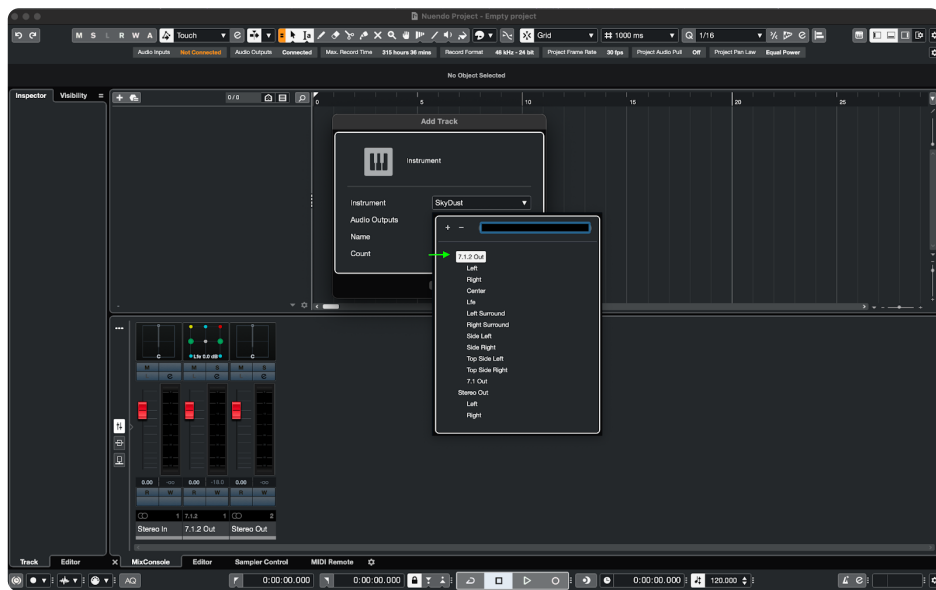 Nuendo Project - Empty project
M S L R W A Touch Grid 1000 ms Q 1/16
Audio Inputs Not Connected Audio Outputs Connected Max. Record Time 315 hours 36 mins Record Format 48 kHz - 24 bit Project Frame Rate 30 fps Project Audio Pull Off Project Pan Law Equal Power
No Object Selected
Inspector Visibility
0/0
0 5 10 15 20 25
Add Track
Instrument
Instrument SkyDust
Audio Outputs
Name
Count
+ −
7.1.2 Out
Left
Right
Center
Lfe
Left Surround
Right Surround
Side Left
Side Right
Top Side Left
Top Side Right
7.1 Out
Stereo Out
Left
Right
C Lfe 0.0 dB C
M M S M S
0.00 -oo 0.00 -16.0 0.00 -oo
R W R W R W
1 7.1.2 1 2
Stereo In 7.1.2 Out Stereo Out
Track Editor X MixConsole Editor Sampler Control MIDI Remote
AQ 0:00:00.000 0:00:00.000 0:00:00.000 120.000